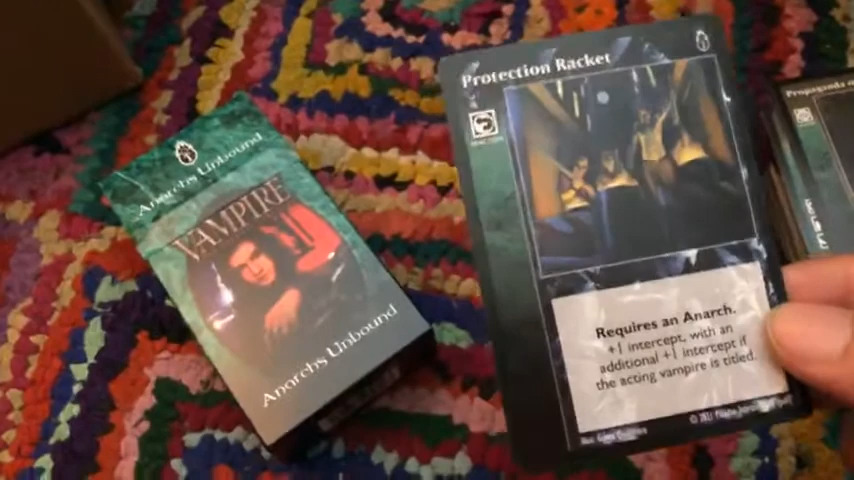 Anarchs Unbound
VAMPIRE
Anarchs Unbound
Protection Racket
REACTION
Requires an Anarch.
+1 intercept, with an
additional +1 intercept if
the acting vampire is titled.
Propaganda